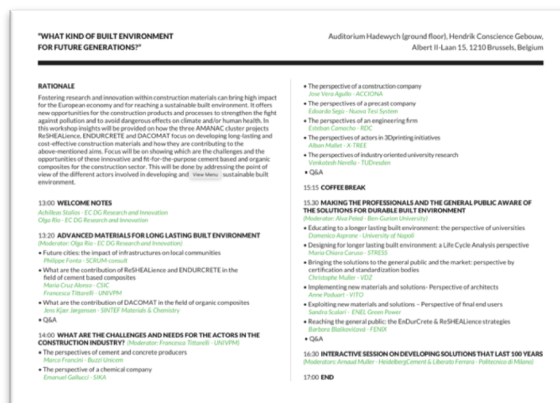 "WHAT KIND OF BUILT ENVIRONMENT
FOR FUTURE GENERATIONS?"
Auditorium Hadewych (ground floor), Hendrik Conscience Gebouw,
Albert II-Laan 15, 1210 Brussels, Belgium
RATIONALE
Fostering research and innovation within construction materials can bring high impact
for the European economy and for reaching a sustainable built environment. It offers
new opportunities for the construction products and processes to strengthen the fight
against pollution and to avoid dangerous effects on climate and/or human health. In
this workshop insights will be provided on how the three AMANAC cluster projects
ReSHEALience, ENDURCRETE and DACOMAT focus on developing long-lasting and
cost-effective construction materials and how they are contributing to the
above-mentioned aims. Focus will be on showing which are the challenges and the
opportunities of these innovative and fit-for-the-purpose cement based and organic
composites for the construction sector. This will be done by addressing the point of
view of the different actors involved in developing and View Menu sustainable built
environment.
13:00 WELCOME NOTES
Achilleas Stalios - EC DG Research and Innovation
Olga Rio - EC DG Research and Innovation
13:20 ADVANCED MATERIALS FOR LONG LASTING BUILT ENVIRONMENT
(Moderator: Olga Rio - EC DG Research and Innovation)
• Future cities: the impact of infrastructures on local communities
Philippe Fonta - SCRUM consult
• What are the contribution of ReSHEALience and ENDURCRETE in the
field of cement based composites
Maria Cruz Alonso - CSIC
Francesca Tittarelli - UNIVPM
• What are the contribution of DACOMAT in the field of organic composites
Jens Kjær Jørgensen - SINTEF Materials & Chemistry
• Q&A
14:00 WHAT ARE THE CHALLENGES AND NEEDS FOR THE ACTORS IN THE
CONSTRUCTION INDUSTRY? (Moderator: Francesca Tittarelli - UNIVPM)
• The perspectives of cement and concrete producers
Marco Francini - Buzzi Unicem
• The perspective of a chemical company
Emanuel Gallucci - SIKA
• The perspective of a construction company
Jose Vera Agullo - ACCIONA
• The perspectives of a precast company
Edoardo Segù - Nuova Tesi System
• The perspectives of an engineering firm
Esteban Camacho - RDC
• The perspectives of actors in 3Dprinting initiatives
Alban Mallet - X-TREE
• The perspectives of industry oriented university research
Venkatesh Nerella - TUDresden
• Q&A
15:15 COFFEE BREAK
15.30 MAKING THE PROFESSIONALS AND THE GENERAL PUBLIC AWARE OF
THE SOLUTIONS FOR DURABLE BUILT ENVIRONMENT
(Moderator: Alva Peled - Ben Gurion University)
• Educating to a longer lasting environment: the perspective of universities
Domenico Asprone - University of Napoli
• Designing for longer lasting environment: a Life Cycle Analysis perspective
Maria Chiara Caruso - STRESS
• Bringing the solutions to the general public and the market: perspective by
certification and standardization bodies
Christophe Muller - VDZ
• Implementing new materials and solutions- Perspective of architects
Anne Paduart - VITO
• Exploiting new materials and solutions – Perspective of final end users
Sandra Scalari - ENEL Green Power
• Reaching the general public: the EnDurCrete & ReSHEALience strategies
Barbora Blaškovičová - FENIX
• Q&A
16:30 INTERACTIVE SESSION ON DEVELOPING SOLUTIONS THAT LAST 100 YEARS
(Moderators: Arnaud Muller - HeidelbergCement & Liberato Ferrara - Politecnico di Milano)
17:00 END